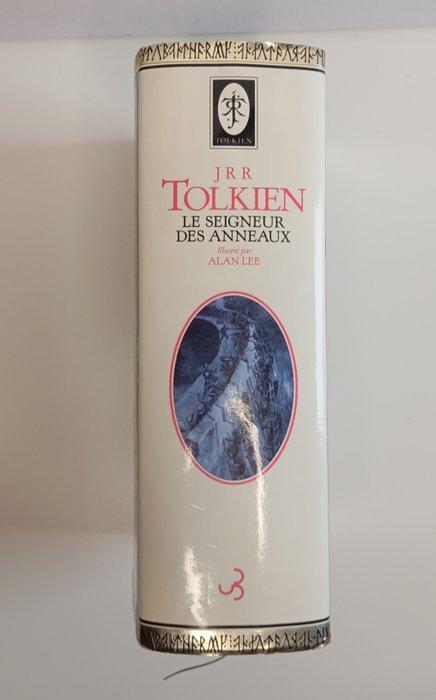 TOLKIEN
JRR
TOLKIEN
LE SEIGNEUR
DES ANNEAUX
Illustré par
ALAN LEE